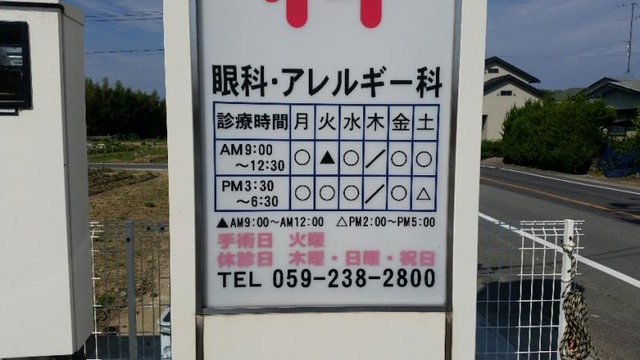 科
眼科・アレルギー科
診療時間 月 火 水 木 金 土
AM9:00 ～12:30 ○ ▲ ○ ／ ○ ○
PM3:30 ～6:30 ○ ○ ○ ／ ○ △
▲AM9:00～AM12:00 △PM2:00～PM5:00
手術日 火曜
休診日 木曜・日曜・祝日
TEL 059-238-2800